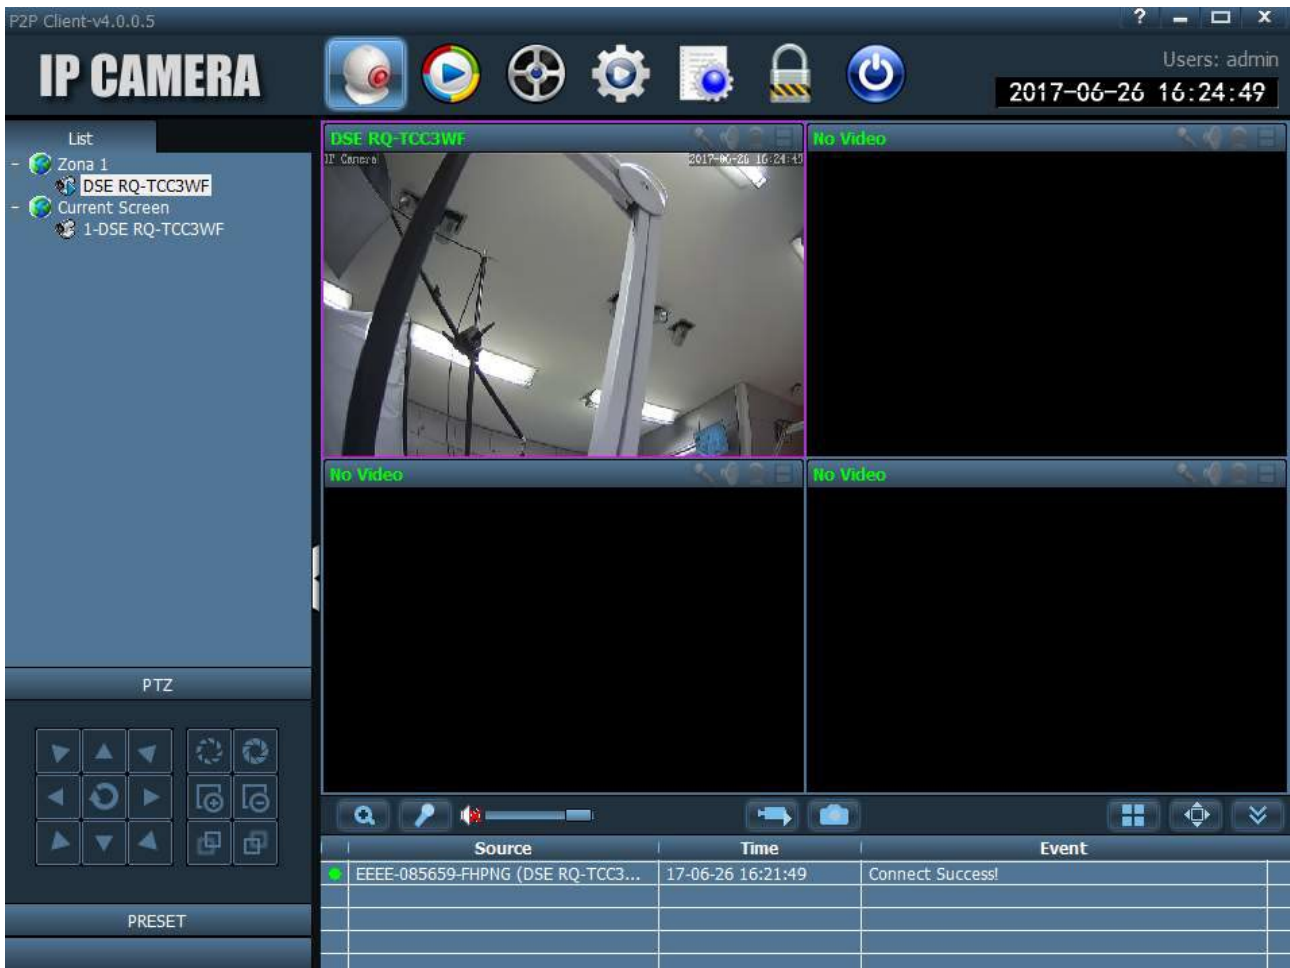 P2P Client-v4.0.0.5
?
IP CAMERA
Users: admin
2017-06-26 16:24:49
List
- Zona 1
DSE RQ-TCC3WF
- Current Screen
1-DSE RQ-TCC3WF
DSE RQ-TCC3WF
No Video
IP Camera
2017-06-26 16:24:49
No Video
No Video
PTZ
PRESET
Source Time Event
EEEE-085659-FHPNG (DSE RQ-TCC3... 17-06-26 16:21:49 Connect Success!